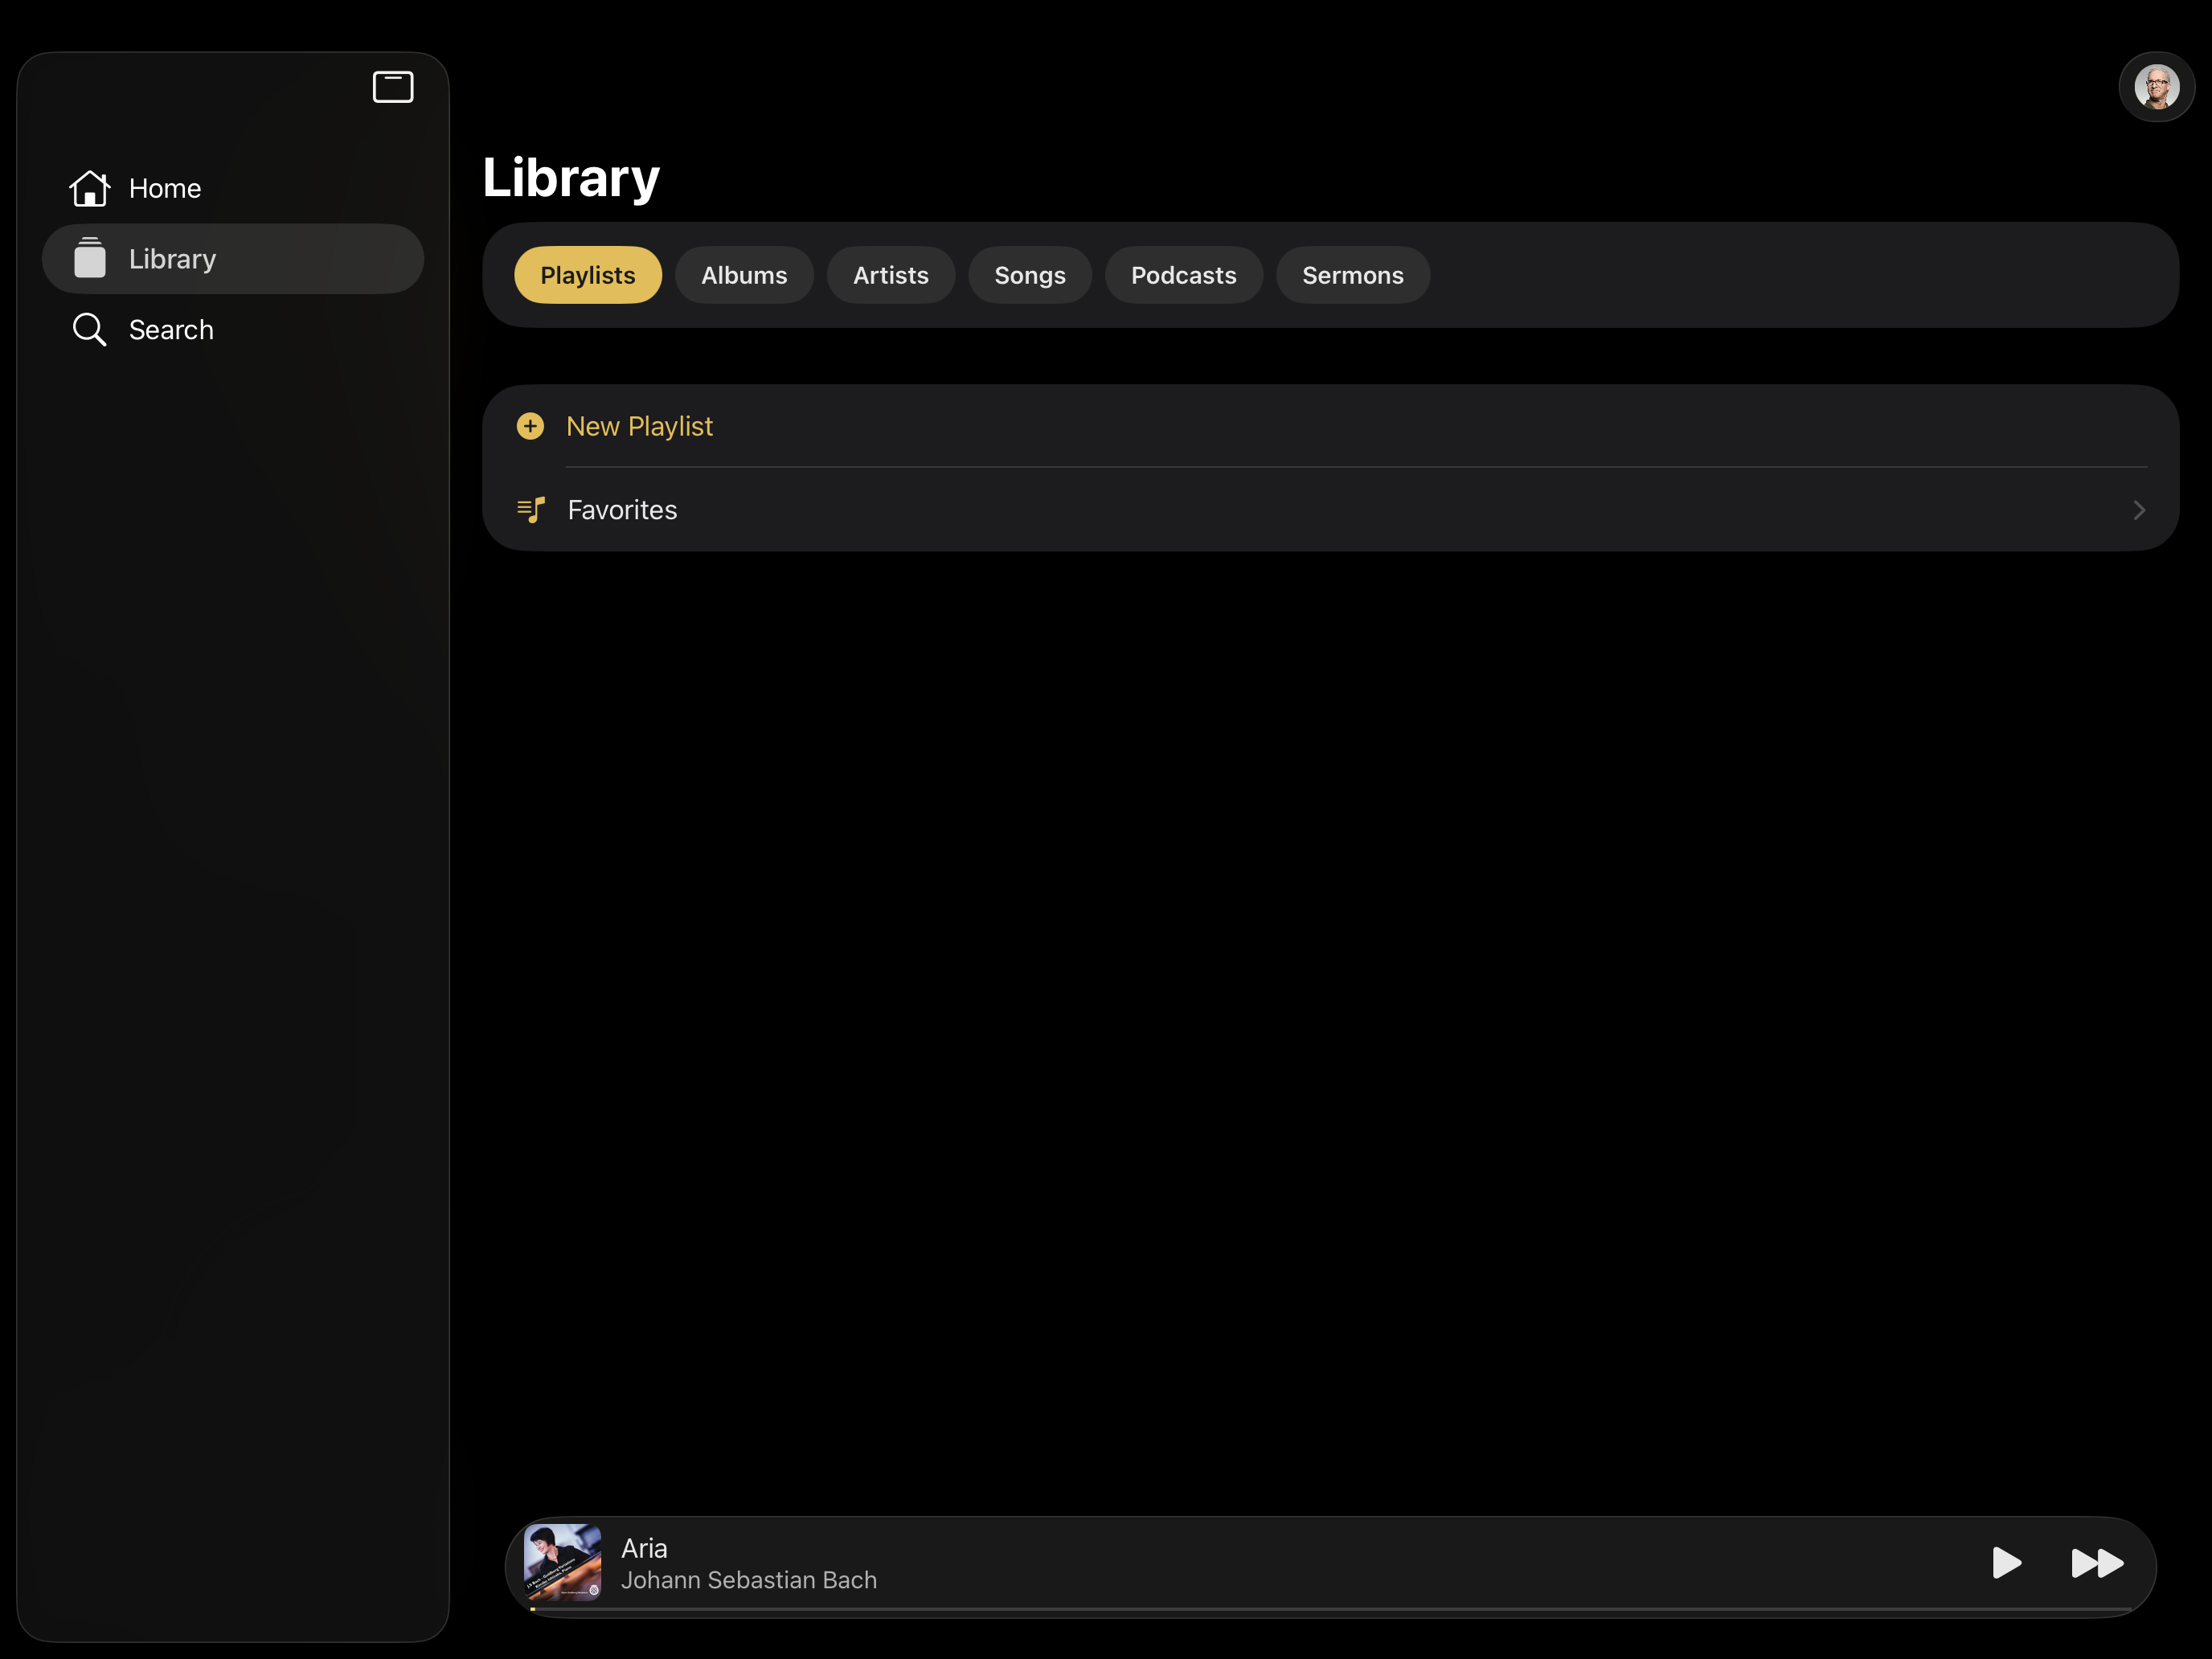 Home
Library
Search
Library
Playlists Albums Artists Songs Podcasts Sermons
New Playlist
Favorites
Aria
Johann Sebastian Bach